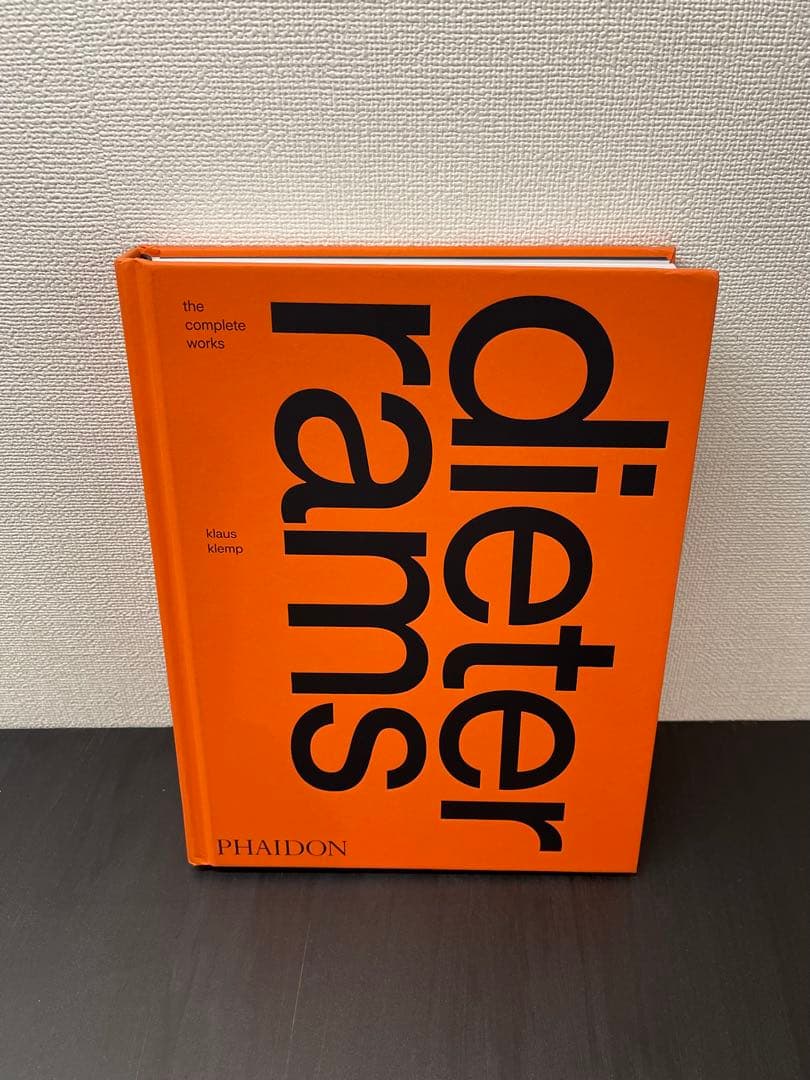 the
complete
works
klaus
klemp
dieter
rams
PHAIDON